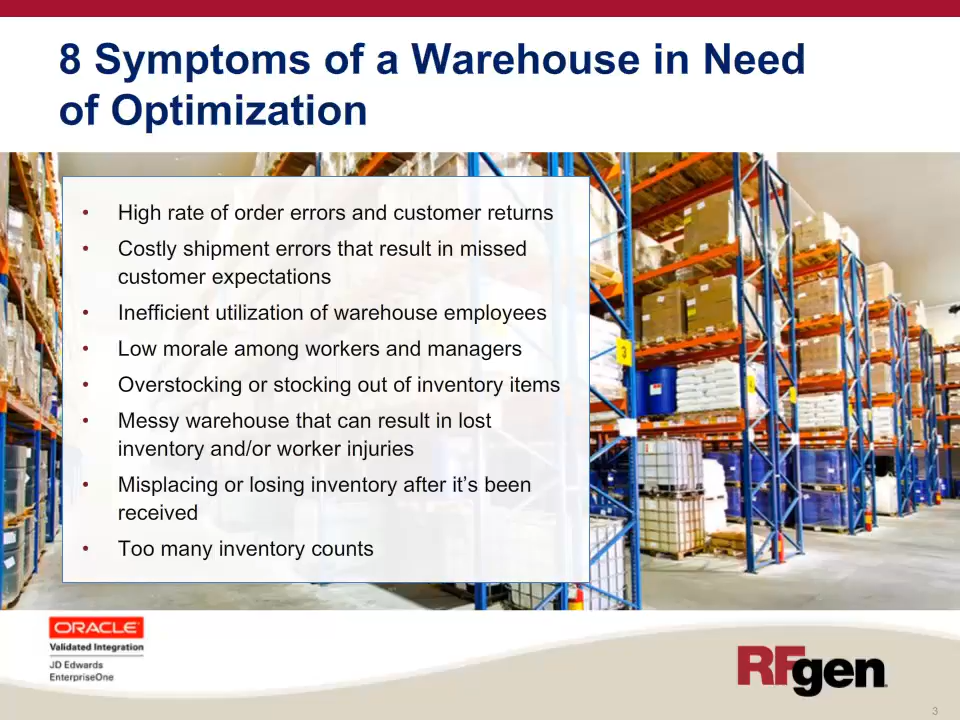 8 Symptoms of a Warehouse in Need
of Optimization
• High rate of order errors and customer returns
• Costly shipment errors that result in missed
customer expectations
• Inefficient utilization of warehouse employees
• Low morale among workers and managers
• Overstocking or stocking out of inventory items
• Messy warehouse that can result in lost
inventory and/or worker injuries
• Misplacing or losing inventory after it’s been
received
• Too many inventory counts
3
ORACLE
Validated Integration
JD Edwards
EnterpriseOne
RFgen
3